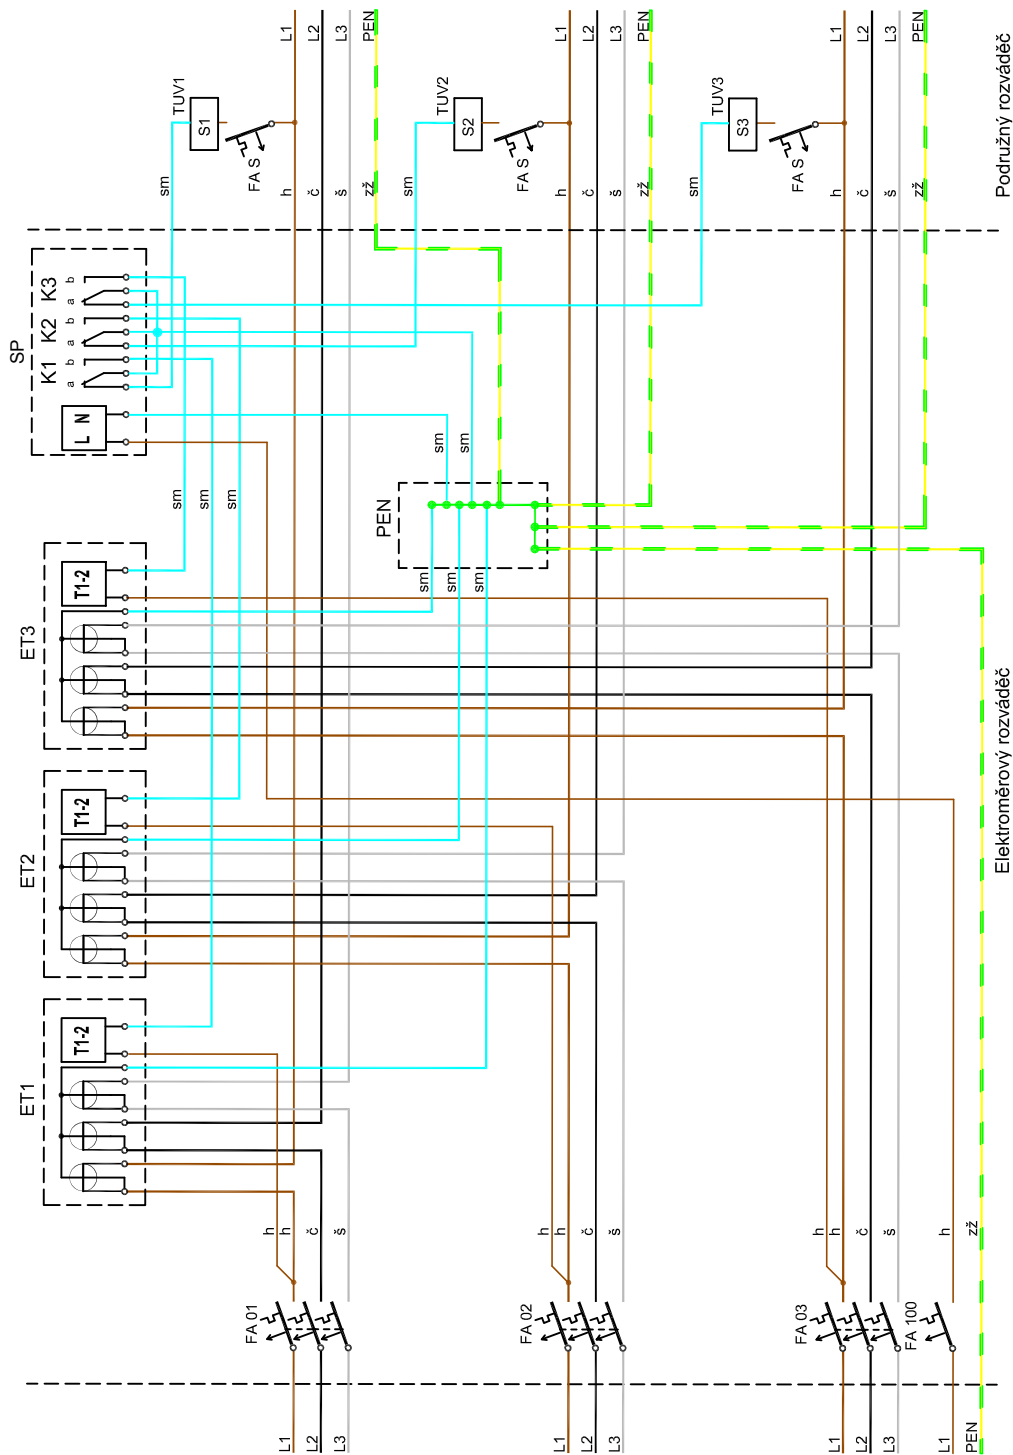 SP
ET1 ET2 ET3
K1 K2 K3
a b a b a b
T1-2 T1-2 T1-2 L N
sm TUV1
sm sm sm
S1
FA 01 FA S
h
L1 h h L1
L2 č č L2
L3 š š L3
zž PEN
PEN
sm
sm sm sm
sm sm
TUV2
S2
FA 02 FA S
h
L1 h h L1
L2 č č L2
L3 š š L3
zž PEN
sm
TUV3
S3
FA 03 FA S
h
L1 h h L1
L2 č č L2
L3 š š L3
FA 100
zž PEN
L1 h
PEN zž
Elektroměrový rozváděč Podružný rozváděč